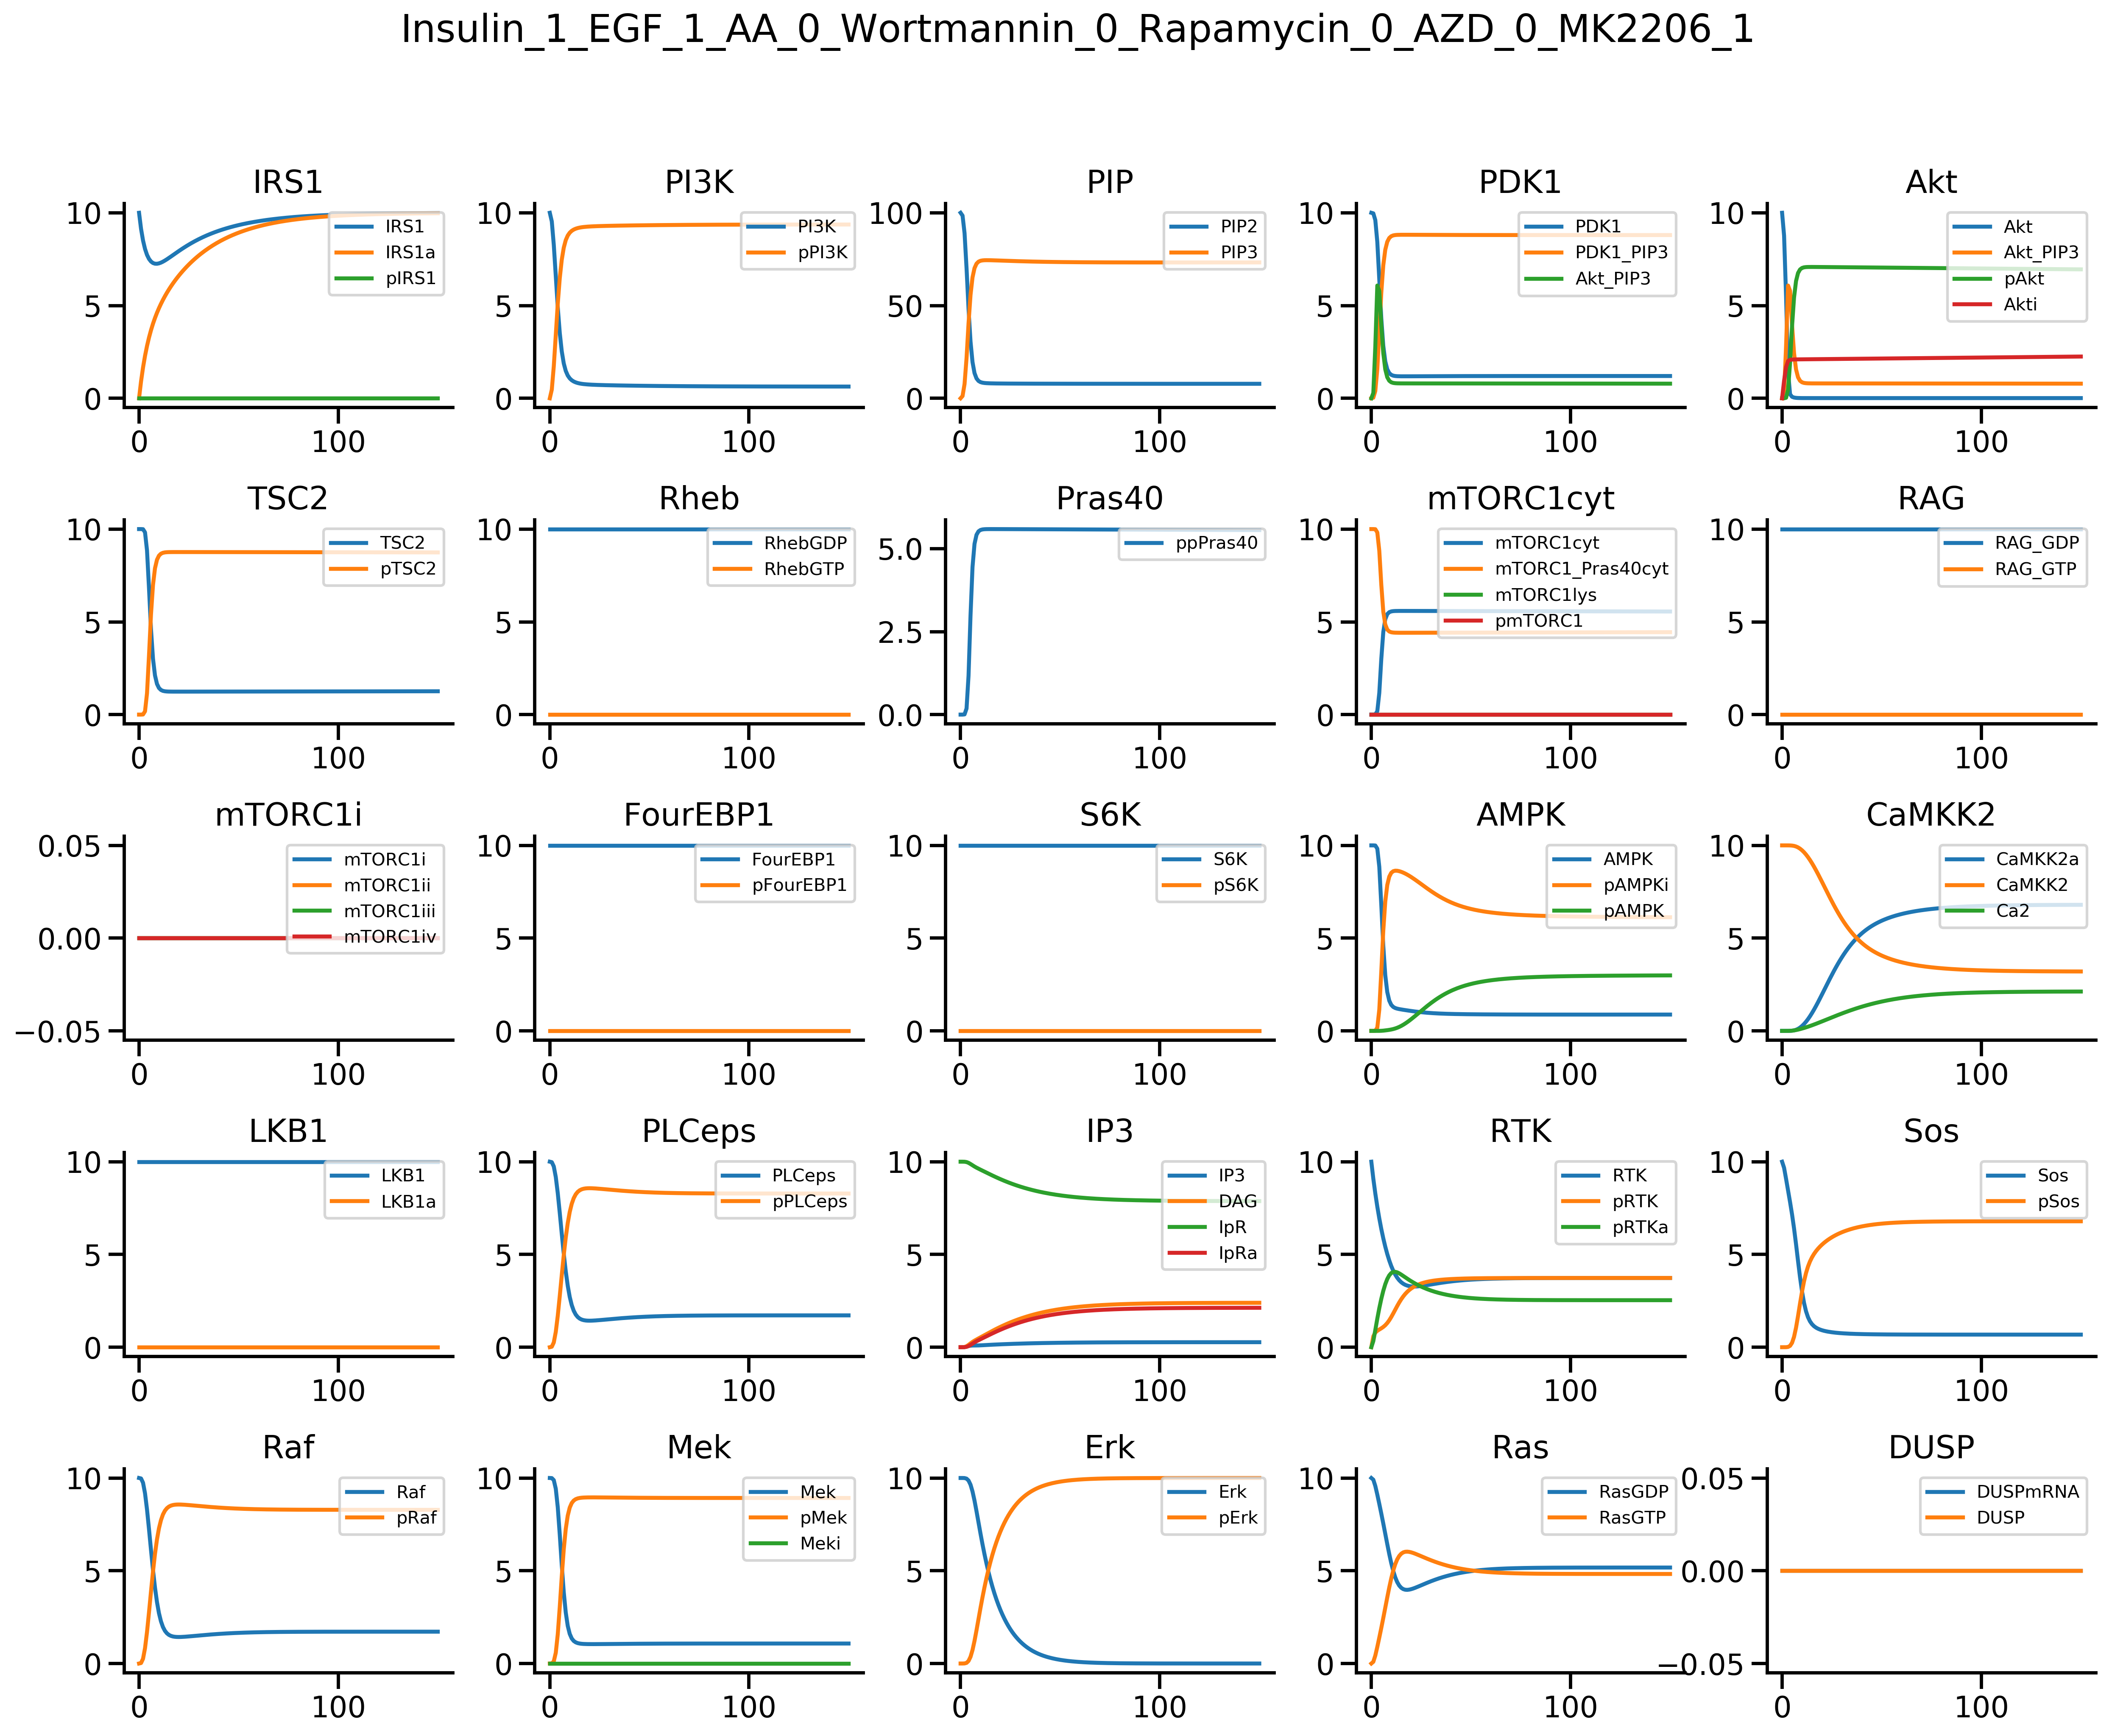 Insulin_1_EGF_1_AA_0_Wortmannin_0_Rapamycin_0_AZD_0_MK2206_1
IRS1
10
5
0
0
100
IRS1
IRS1a
pIRS1
PI3K
10
5
0
0
100
PI3K
pPI3K
PIP
100
50
0
0
100
PIP2
PIP3
PDK1
10
5
0
0
100
PDK1
PDK1_PIP3
Akt_PIP3
Akt
10
5
0
0
100
Akt
Akt_PIP3
pAkt
Akti
TSC2
10
5
0
0
100
TSC2
pTSC2
Rheb
10
5
0
0
100
RhebGDP
RhebGTP
Pras40
5.0
2.5
0.0
0
100
ppPras40
mTORC1cyt
10
5
0
0
100
mTORC1cyt
mTORC1_Pras40cyt
mTORC1lys
pmTORC1
RAG
10
5
0
0
100
RAG_GDP
RAG_GTP
mTORC1i
0.05
0.00
−0.05
0
100
mTORC1i
mTORC1ii
mTORC1iii
mTORC1iv
FourEBP1
10
5
0
0
100
FourEBP1
pFourEBP1
S6K
10
5
0
0
100
S6K
pS6K
AMPK
10
5
0
0
100
AMPK
pAMPKi
pAMPK
CaMKK2
10
5
0
0
100
CaMKK2a
CaMKK2
Ca2
LKB1
10
5
0
0
100
LKB1
LKB1a
PLCeps
10
5
0
0
100
PLCeps
pPLCeps
IP3
10
5
0
0
100
IP3
DAG
IpR
IpRa
RTK
10
5
0
0
100
RTK
pRTK
pRTKa
Sos
10
5
0
0
100
Sos
pSos
Raf
10
5
0
0
100
Raf
pRaf
Mek
10
5
0
0
100
Mek
pMek
Meki
Erk
10
5
0
0
100
Erk
pErk
Ras
10
5
0
0
100
RasGDP
RasGTP
DUSP
0.05
0.00
−0.05
0
100
DUSPmRNA
DUSP